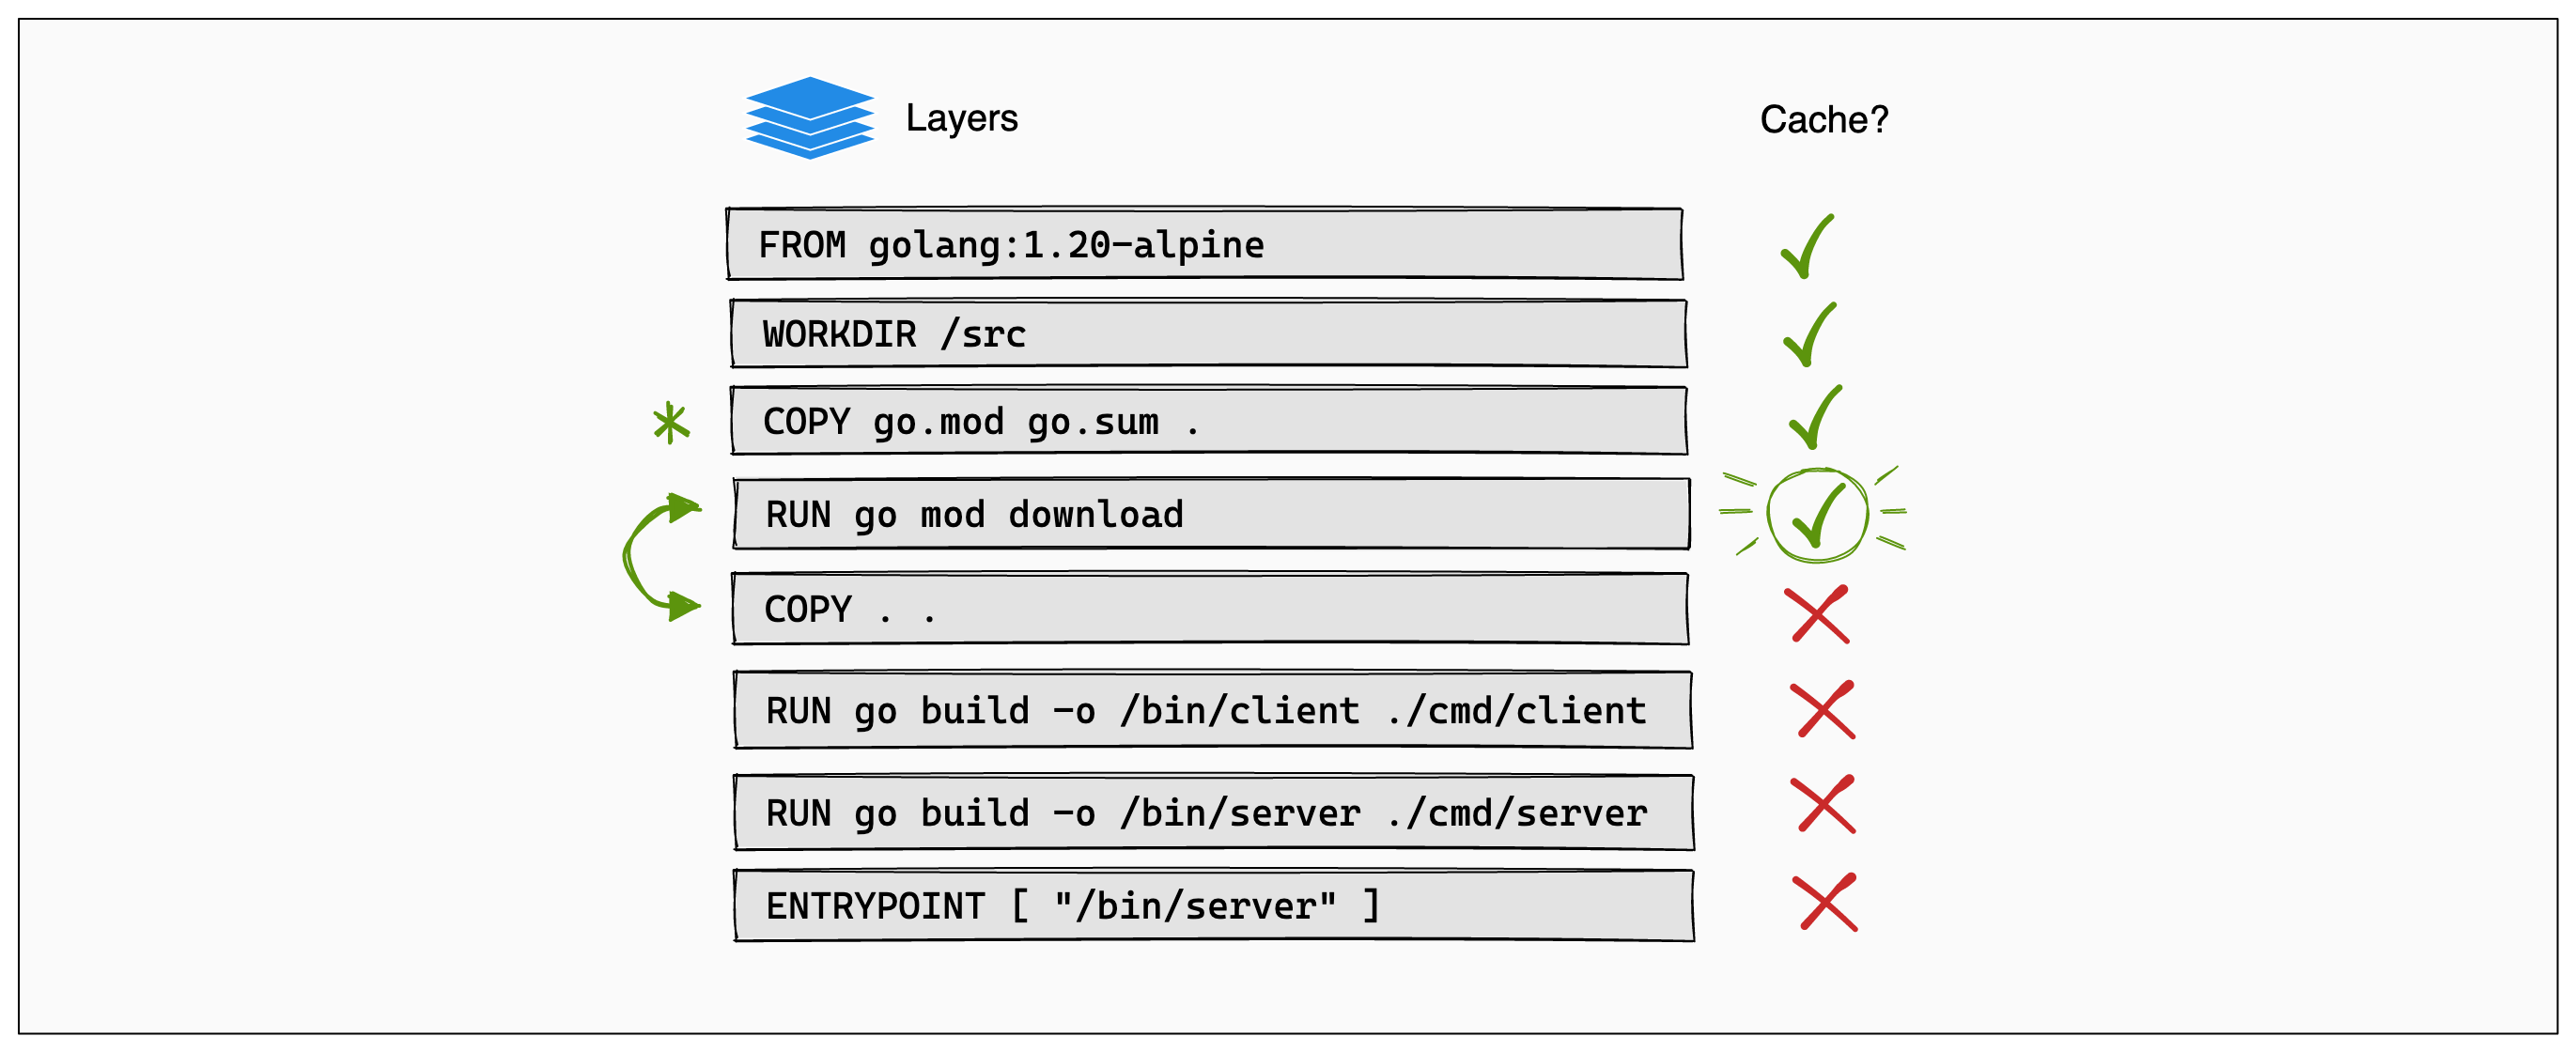 Layers
Cache?
FROM golang:1.20-alpine
WORKDIR /src
COPY go.mod go.sum .
RUN go mod download
COPY . .
RUN go build -o /bin/client ./cmd/client
RUN go build -o /bin/server ./cmd/server
ENTRYPOINT [ "/bin/server" ]